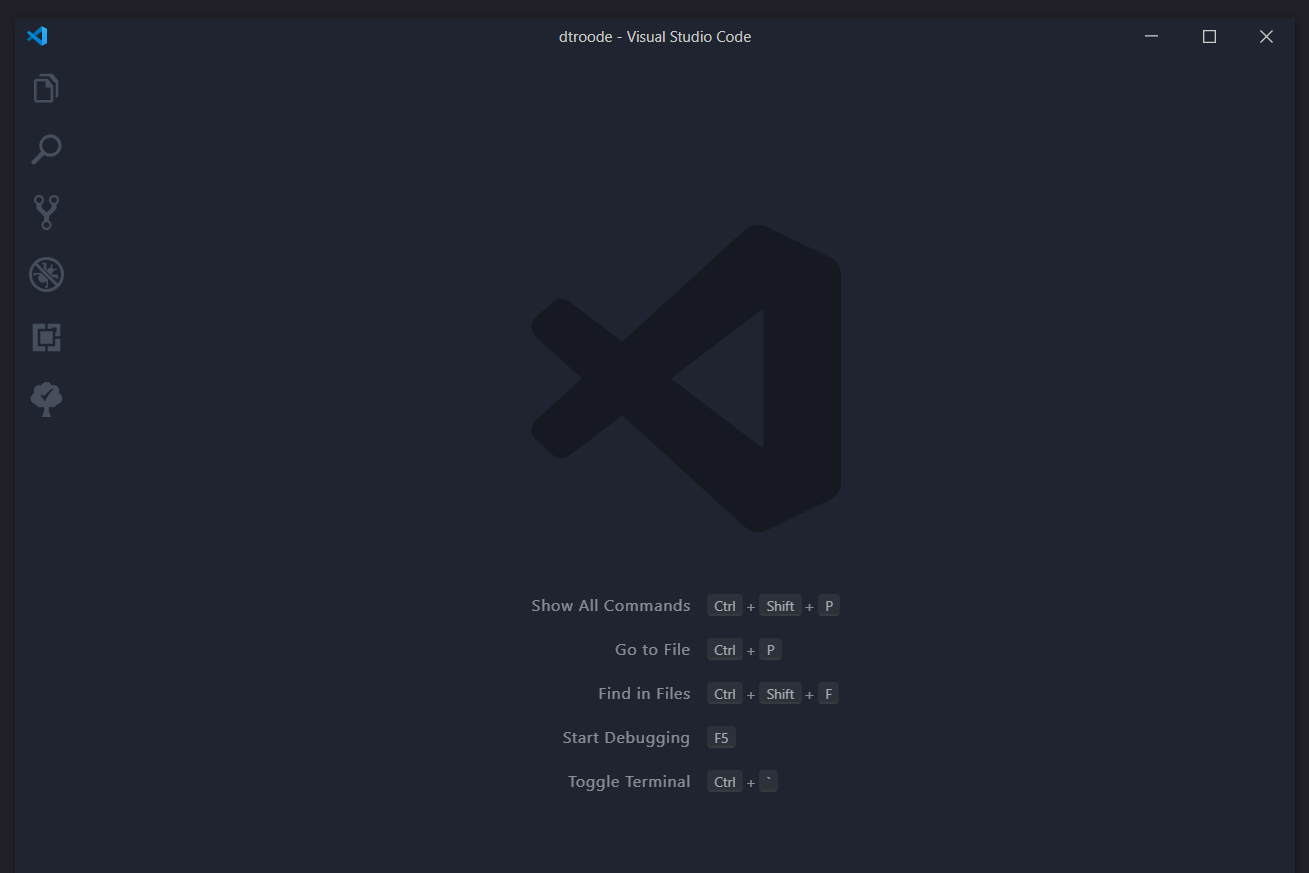 dtroode - Visual Studio Code
Show All Commands Ctrl + Shift + P
Go to File Ctrl + P
Find in Files Ctrl + Shift + F
Start Debugging F5
Toggle Terminal Ctrl + `